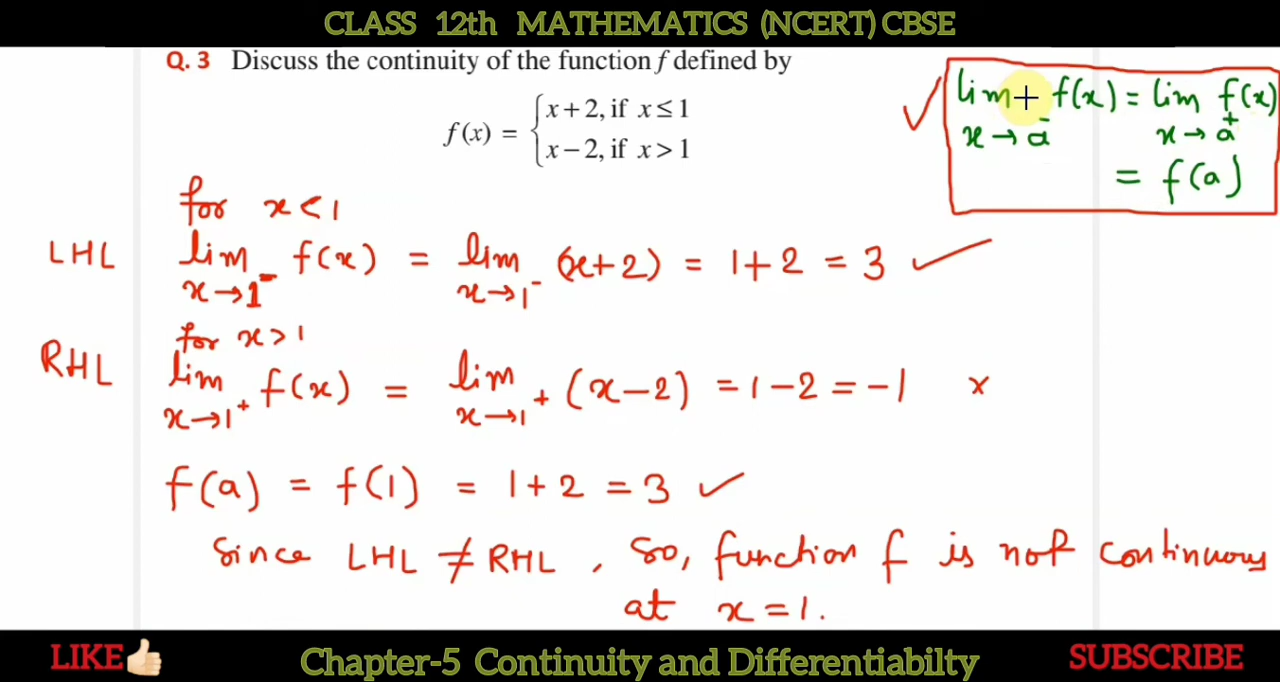 CLASS 12th MATHEMATICS (NCERT) CBSE
Q. 3 Discuss the continuity of the function f defined by
f(x) = { x + 2, if x ≤ 1
x − 2, if x > 1
lim f(x) = lim f(x)
x → a⁻ x → a⁺
= f(a)
for x < 1
LHL lim f(x) = lim (x+2) = 1 + 2 = 3 ✓
x→1⁻ x→1⁻
for x > 1
RHL lim f(x) = lim (x−2) = 1 − 2 = −1 ×
x→1⁺ x→1⁺
f(a) = f(1) = 1 + 2 = 3 ✓
Since LHL ≠ RHL , So, function f is not continuous
at x = 1.
LIKE Chapter-5 Continuity and Differentiabilty SUBSCRIBE